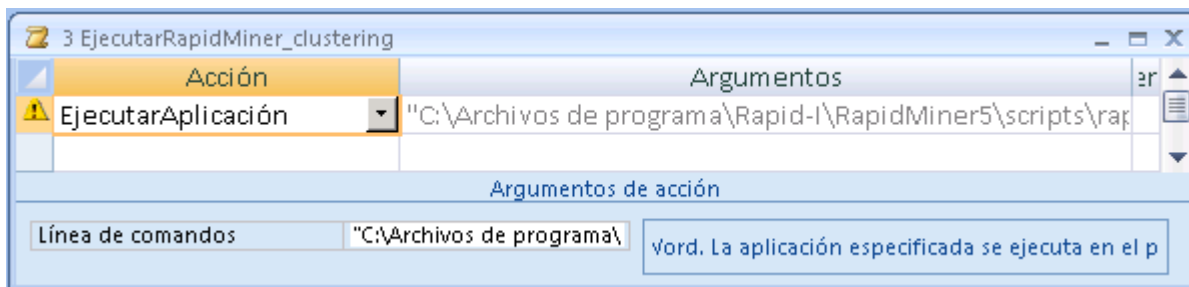 3 EjecutarRapidMiner_clustering
Acción Argumentos
EjecutarAplicación "C:\Archivos de programa\Rapid-I\RapidMiner5\scripts\rap
Argumentos de acción
Línea de comandos "C:\Archivos de programa\
Word. La aplicación especificada se ejecuta en el p